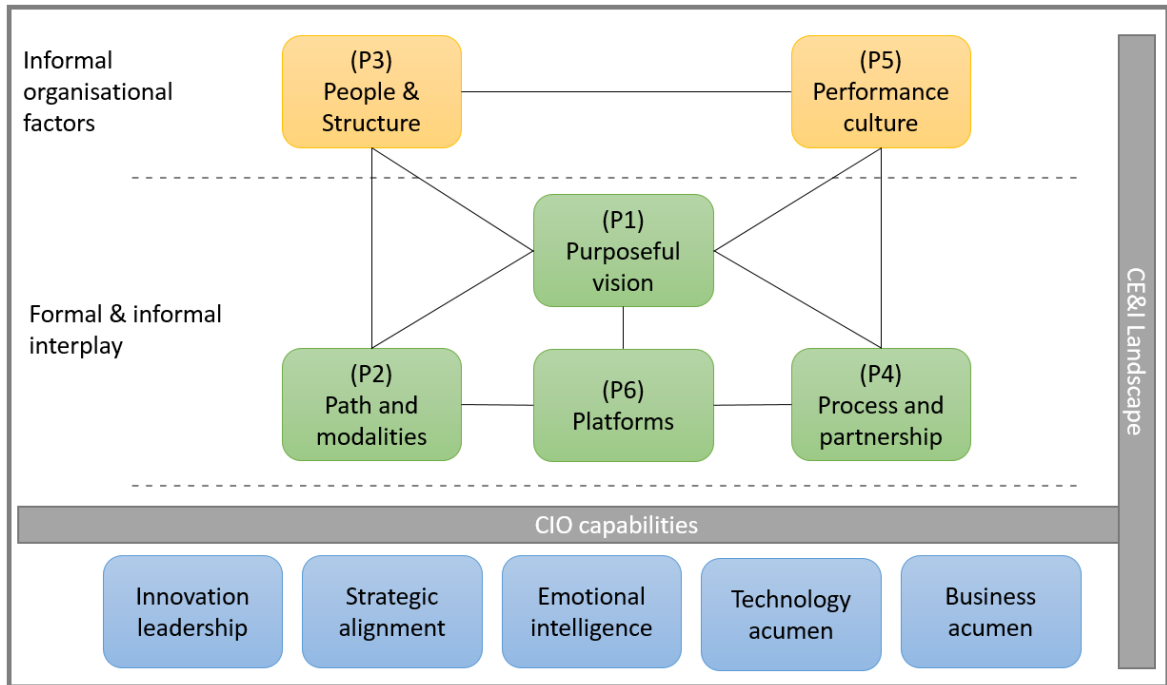 Informal
organisational
factors
(P3)
People &
Structure
(P5)
Performance
culture
(P1)
Purposeful
vision
Formal & informal
interplay
(P2)
Path and
modalities
(P6)
Platforms
(P4)
Process and
partnership
CE&I Landscape
CIO capabilities
Innovation
leadership
Strategic
alignment
Emotional
intelligence
Technology
acumen
Business
acumen